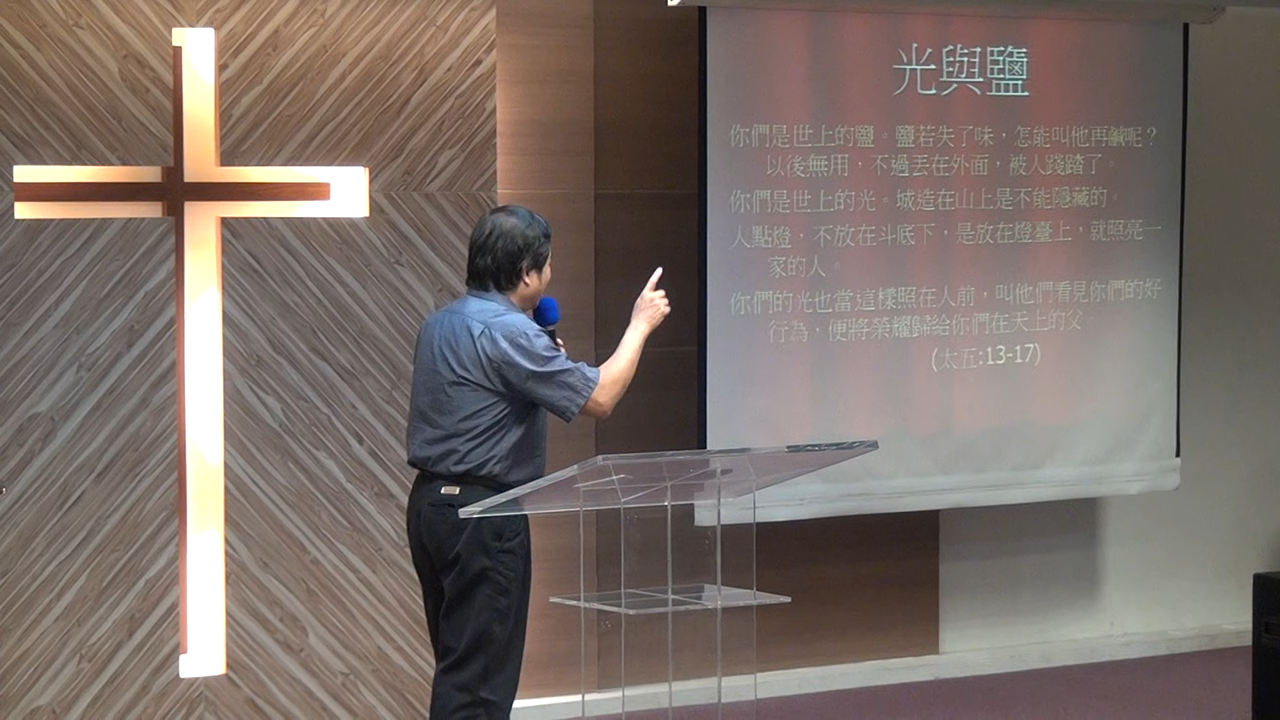 光與鹽
你們是世上的鹽。鹽若失了味，怎能叫他再鹹呢？
以後無用，不過丟在外面，被人踐踏了。
你們是世上的光。城造在山上是不能隱藏的。
人點燈，不放在斗底下，是放在燈臺上，就照亮一
家的人。
你們的光也當這樣照在人前，叫他們看見你們的好
行為，便將榮耀歸給你們在天上的父。
(太五:13-17)